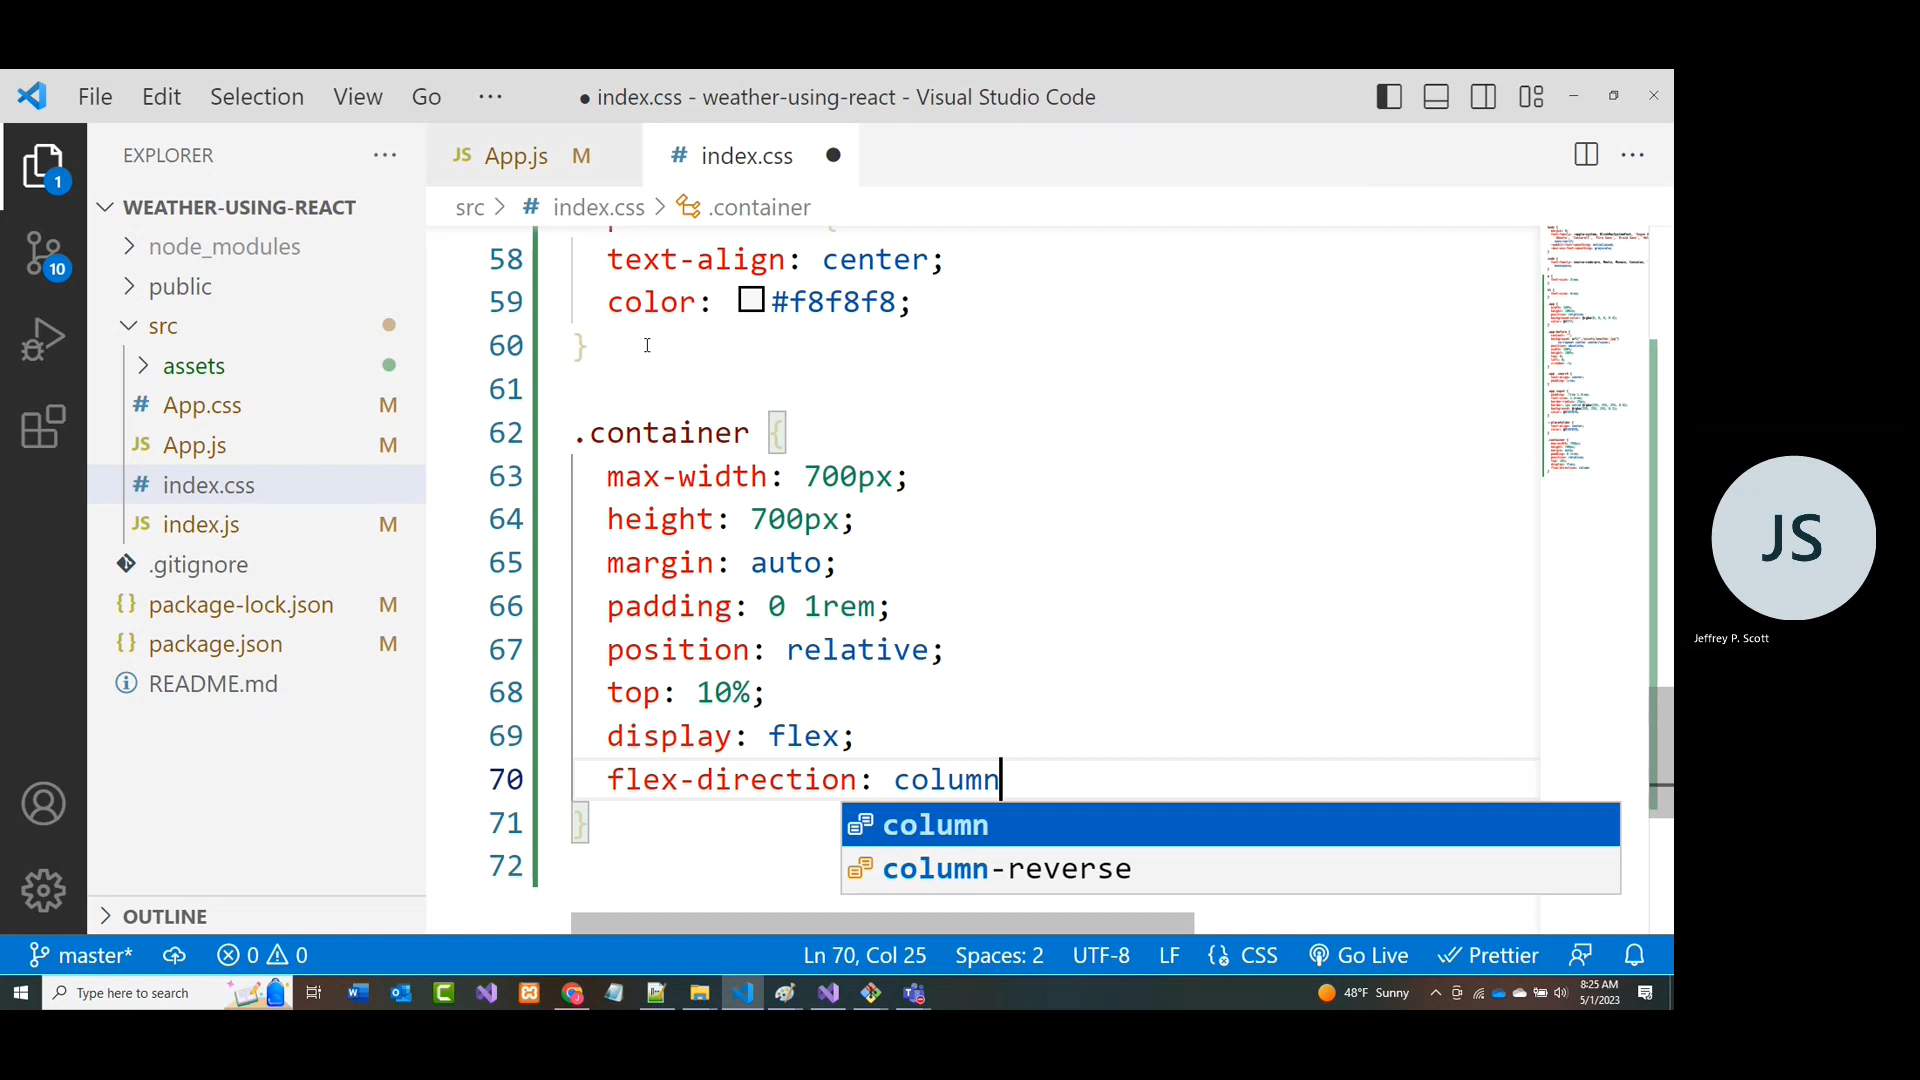 File Edit Selection View Go ···
● index.css - weather-using-react - Visual Studio Code
EXPLORER ···
JS App.js M
# index.css ●
src > # index.css > .container
WEATHER-USING-REACT
node_modules
public
src
assets
# App.css M
JS App.js M
# index.css
JS index.js M
.gitignore
{} package-lock.json M
{} package.json M
README.md
OUTLINE
1
10
58 text-align: center;
59 color: #f8f8f8;
60 }
61
62 .container {
63 max-width: 700px;
64 height: 700px;
65 margin: auto;
66 padding: 0 1rem;
67 position: relative;
68 top: 10%;
69 display: flex;
70 flex-direction: column
71 }
72
column
column-reverse
JS
Jeffrey P. Scott
master* 0 0 Ln 70, Col 25 Spaces: 2 UTF-8 LF CSS Go Live Prettier
Type here to search
48°F Sunny
8:25 AM
5/1/2023